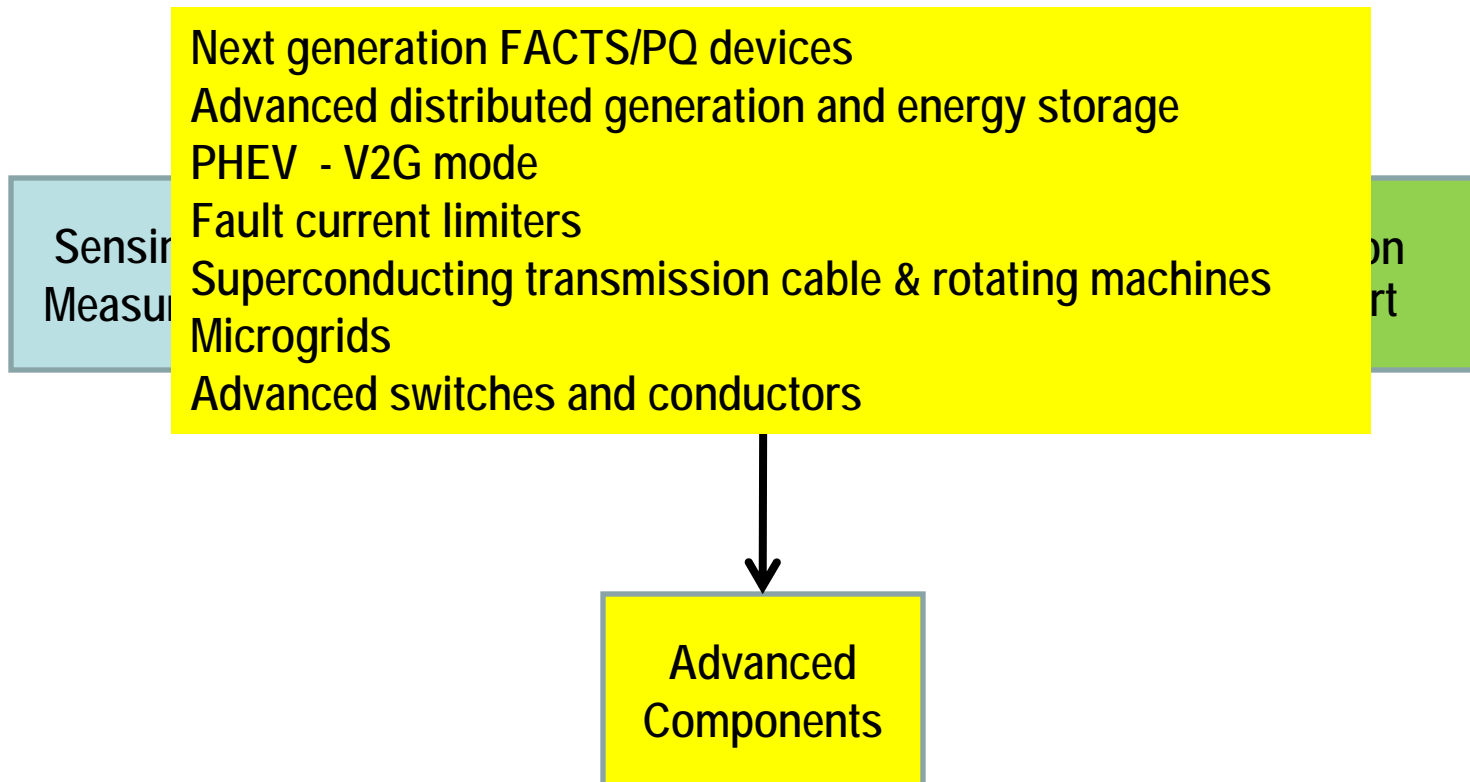 Next generation FACTS/PQ devices
Advanced distributed generation and energy storage
PHEV - V2G mode
Fault current limiters
Superconducting transmission cable & rotating machines
Microgrids
Advanced switches and conductors
Advanced
Components